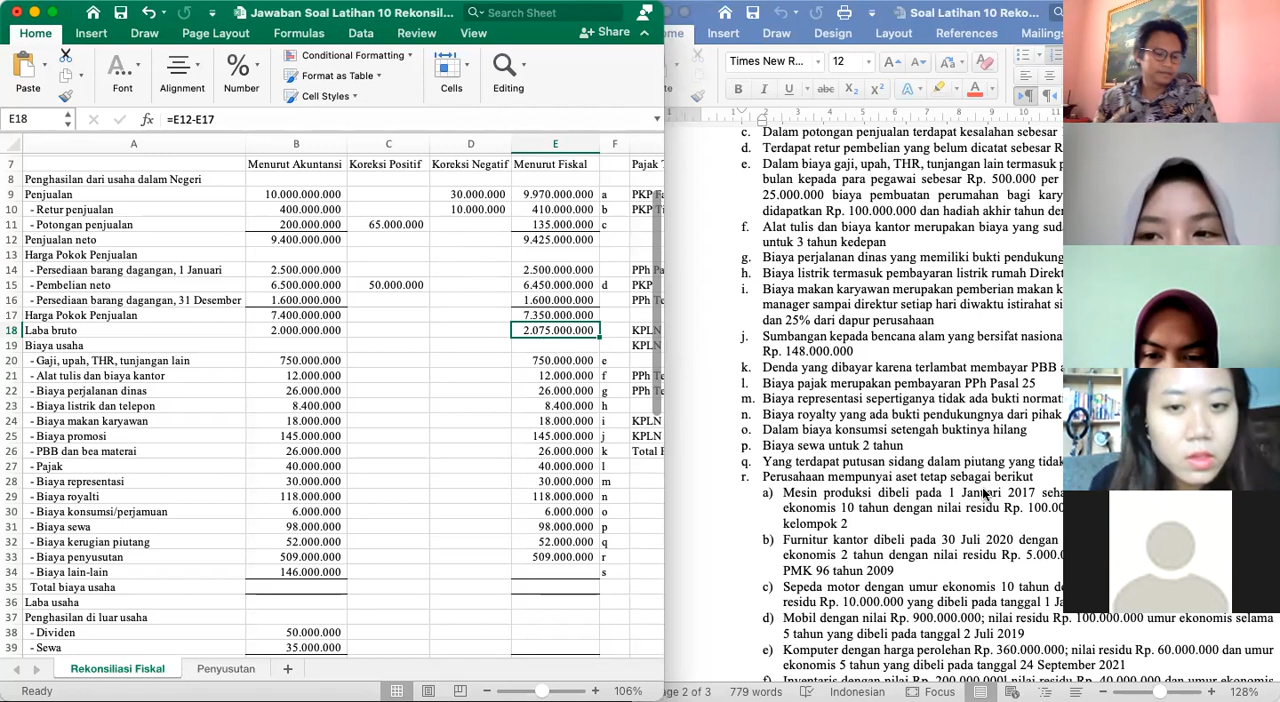 Jawaban Soal Latihan 10 Rekonsil...
Search Sheet
Home Insert Draw Page Layout Formulas Data Review View Share
Paste
Font
Alignment
Number
Conditional Formatting
Format as Table
Cell Styles
Cells
Editing
E18 fx =E12-E17
A B C D E F
7 Menurut Akuntansi Koreksi Positif Koreksi Negatif Menurut Fiskal
8 Penghasilan dari usaha dalam Negeri
9 Penjualan 10.000.000.000 30.000.000 9.970.000.000 a
10 - Retur penjualan 400.000.000 10.000.000 410.000.000 b
11 - Potongan penjualan 200.000.000 65.000.000 135.000.000 c
12 Penjualan neto 9.400.000.000 9.425.000.000
13 Harga Pokok Penjualan
14 - Persediaan barang dagangan, 1 Januari 2.500.000.000 2.500.000.000
15 - Pembelian neto 6.500.000.000 50.000.000 6.450.000.000 d PKP
16 - Persediaan barang dagangan, 31 Desember 1.600.000.000 1.600.000.000
17 Harga Pokok Penjualan 7.400.000.000 7.350.000.000
18 Laba bruto 2.000.000.000 2.075.000.000 KPLN
19 Biaya usaha KPLN
20 - Gaji, upah, THR, tunjangan lain 750.000.000 750.000.000 e
21 - Alat tulis dan biaya kantor 12.000.000 12.000.000 f
22 - Biaya perjalanan dinas 26.000.000 26.000.000 g
23 - Biaya listrik dan telepon 8.400.000 8.400.000 h
24 - Biaya makan karyawan 18.000.000 18.000.000 i KPLN
25 - Biaya promosi 145.000.000 145.000.000 j KPLN
26 - PBB dan bea materai 26.000.000 26.000.000 k
27 - Pajak 40.000.000 40.000.000 l
28 - Biaya representasi 30.000.000 30.000.000 m
29 - Biaya royalti 118.000.000 118.000.000 n
30 - Biaya konsumsi/perjamuan 6.000.000 6.000.000 o
31 - Biaya sewa 98.000.000 98.000.000 p
32 - Biaya kerugian piutang 52.000.000 52.000.000 q
33 - Biaya penyusutan 509.000.000 509.000.000 r
34 - Biaya lain-lain 146.000.000 s
35 Total biaya usaha
36 Laba usaha
37 Penghasilan di luar usaha
38 - Dividen 50.000.000
39 - Sewa 35.000.000
Rekonsiliasi Fiskal Penyusutan
Ready 106%
Soal Latihan 10 Reko...
Insert Draw Design Layout References Mailings
Times New R... 12
Paragraph c. Dalam potongan penjualan terdapat kesalahan sebesar
d. Terdapat retur pembelian yang belum dicatat sebesar
e. Dalam biaya gaji, upah, THR, tunjangan lain termasuk
bulan kepada para pegawai sebesar Rp. 500.000 per
25.000.000 biaya pembuatan perumahan bagi
didapatkan Rp. 100.000.000 dan hadiah akhir tahun
f. Alat tulis dan biaya kantor merupakan biaya yang
untuk 3 tahun kedepan
g. Biaya perjalanan dinas yang memiliki bukti
h. Biaya listrik termasuk pembayaran listrik rumah
i. Biaya makan karyawan merupakan pemberian makan
manager sampai direktur setiap hari diwaktu istirahat
dan 25% dari dapur perusahaan
j. Sumbangan kepada bencana alam yang bersifat
Rp. 148.000.000
k. Denda yang dibayar karena terlambat membayar PBB
l. Biaya pajak merupakan pembayaran PPh Pasal 25
m. Biaya representasi sepertiganya tidak ada bukti
n. Biaya royalty yang ada bukti pendukungnya dari pihak
o. Dalam biaya konsumsi setengah buktinya hilang
p. Biaya sewa untuk 2 tahun
q. Yang terdapat putusan sidang dalam piutang yang
r. Perusahaan mempunyai aset tetap sebagai berikut
a) Mesin produksi dibeli pada 1 Januari 2017
ekonomis 10 tahun dengan nilai residu Rp.
kelompok 2
b) Furnitur kantor dibeli pada 30 Juli 2020 dengan
ekonomis 2 tahun dengan nilai residu Rp.
PMK 96 tahun 2009
c) Sepeda motor dengan umur ekonomis 10 tahun
residu Rp. 10.000.000 yang dibeli pada tanggal 1
d) Mobil dengan nilai Rp. 900.000.000; nilai residu Rp. 100.000.000 umur ekonomis selama
5 tahun yang dibeli pada tanggal 2 Juli 2019
e) Komputer dengan harga perolehan Rp. 360.000.000; nilai residu Rp. 60.000.000 dan umur
ekonomis 5 tahun yang dibeli pada tanggal 24 September 2021
2 of 3 779 words Indonesian Focus 128%